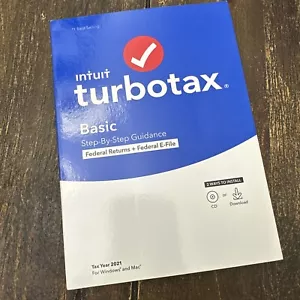 intuit
turbotax®
Basic
Step-By-Step Guidance
Federal Returns + Federal E-File
2 WAYS TO INSTALL
CD
or
Download
Tax Year 2021
For Windows® and Mac®